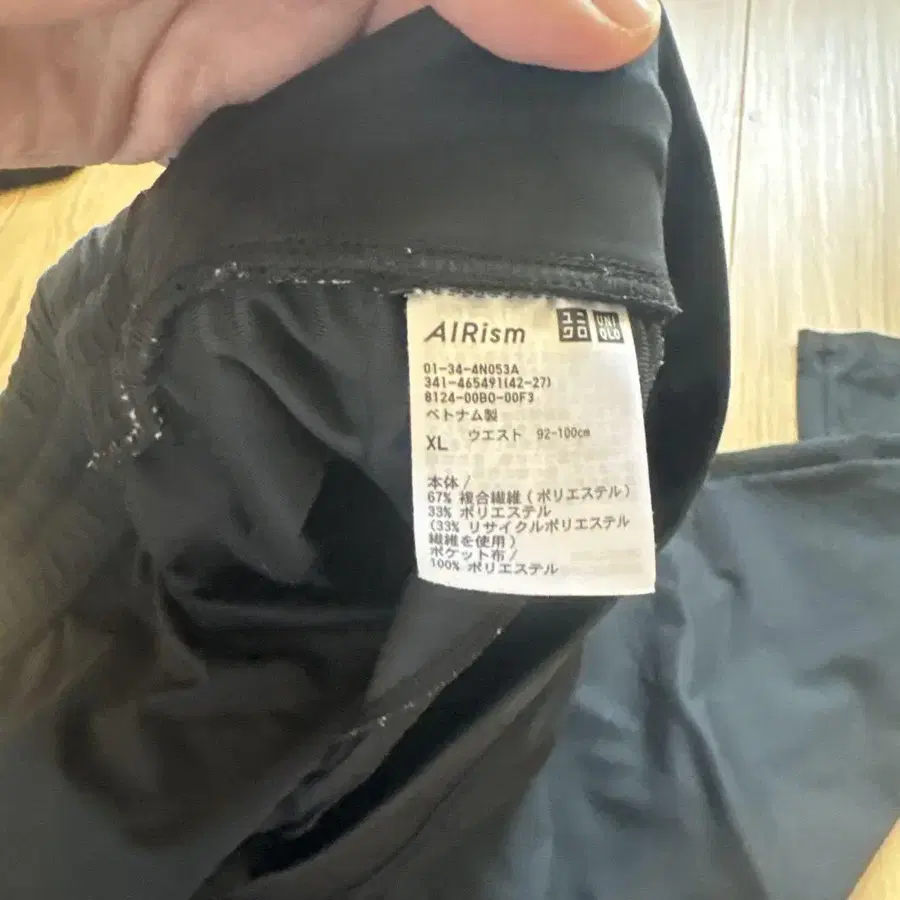 AIRism
ユニ
クロ
UNI
QLO
01-34-4N053A
341-465491(42-27)
8124-00BO-00F3
ベトナム製
XL ウエスト 92-100cm
本体/
67% 複合繊維(ポリエステル)
33% ポリエステル
(33% リサイクルポリエステル
繊維を使用)
ポケット布/
100% ポリエステル